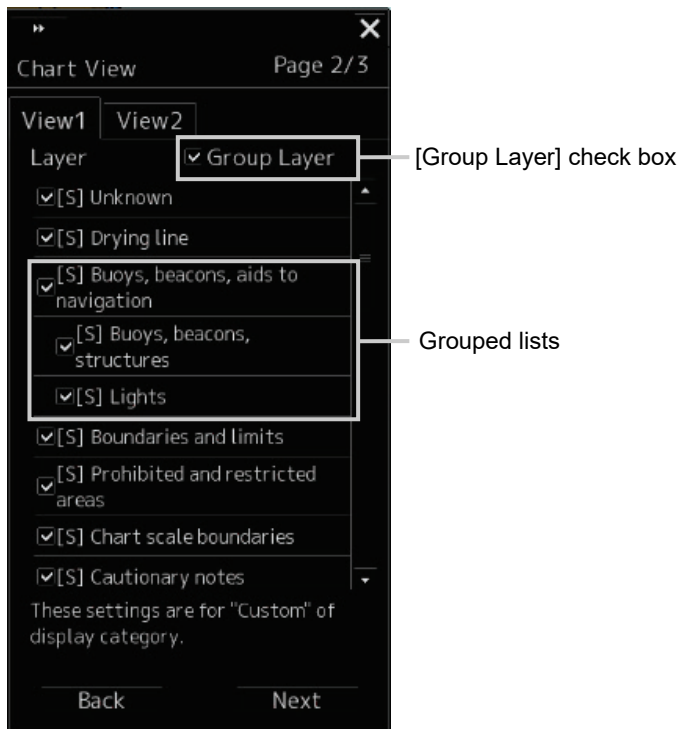 Chart View Page 2/3
View1 View2
Layer Group Layer
[Group Layer] check box
[S] Unknown
[S] Drying line
[S] Buoys, beacons, aids to
navigation
[S] Buoys, beacons,
structures
Grouped lists
[S] Lights
[S] Boundaries and limits
[S] Prohibited and restricted
areas
[S] Chart scale boundaries
[S] Cautionary notes
These settings are for "Custom" of
display category.
Back Next